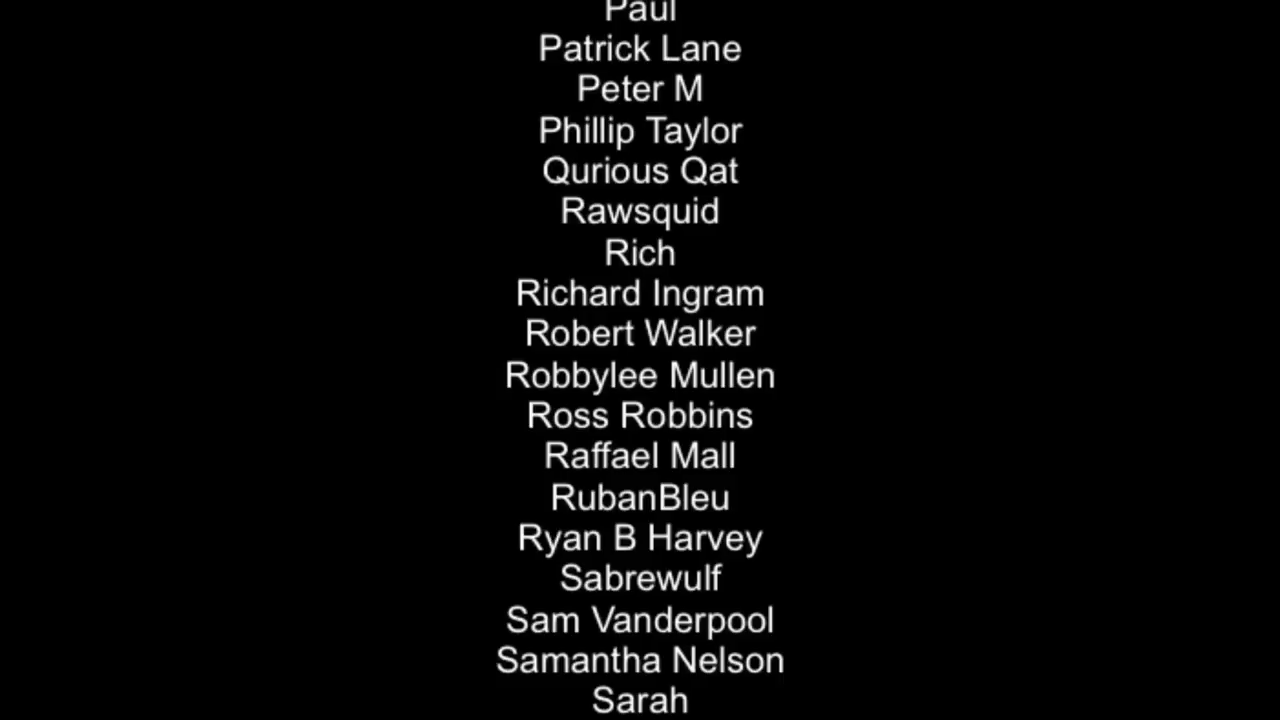 Paul
Patrick Lane
Peter M
Phillip Taylor
Qurious Qat
Rawsquid
Rich
Richard Ingram
Robert Walker
Robbylee Mullen
Ross Robbins
Raffael Mall
RubanBleu
Ryan B Harvey
Sabrewulf
Sam Vanderpool
Samantha Nelson
Sarah